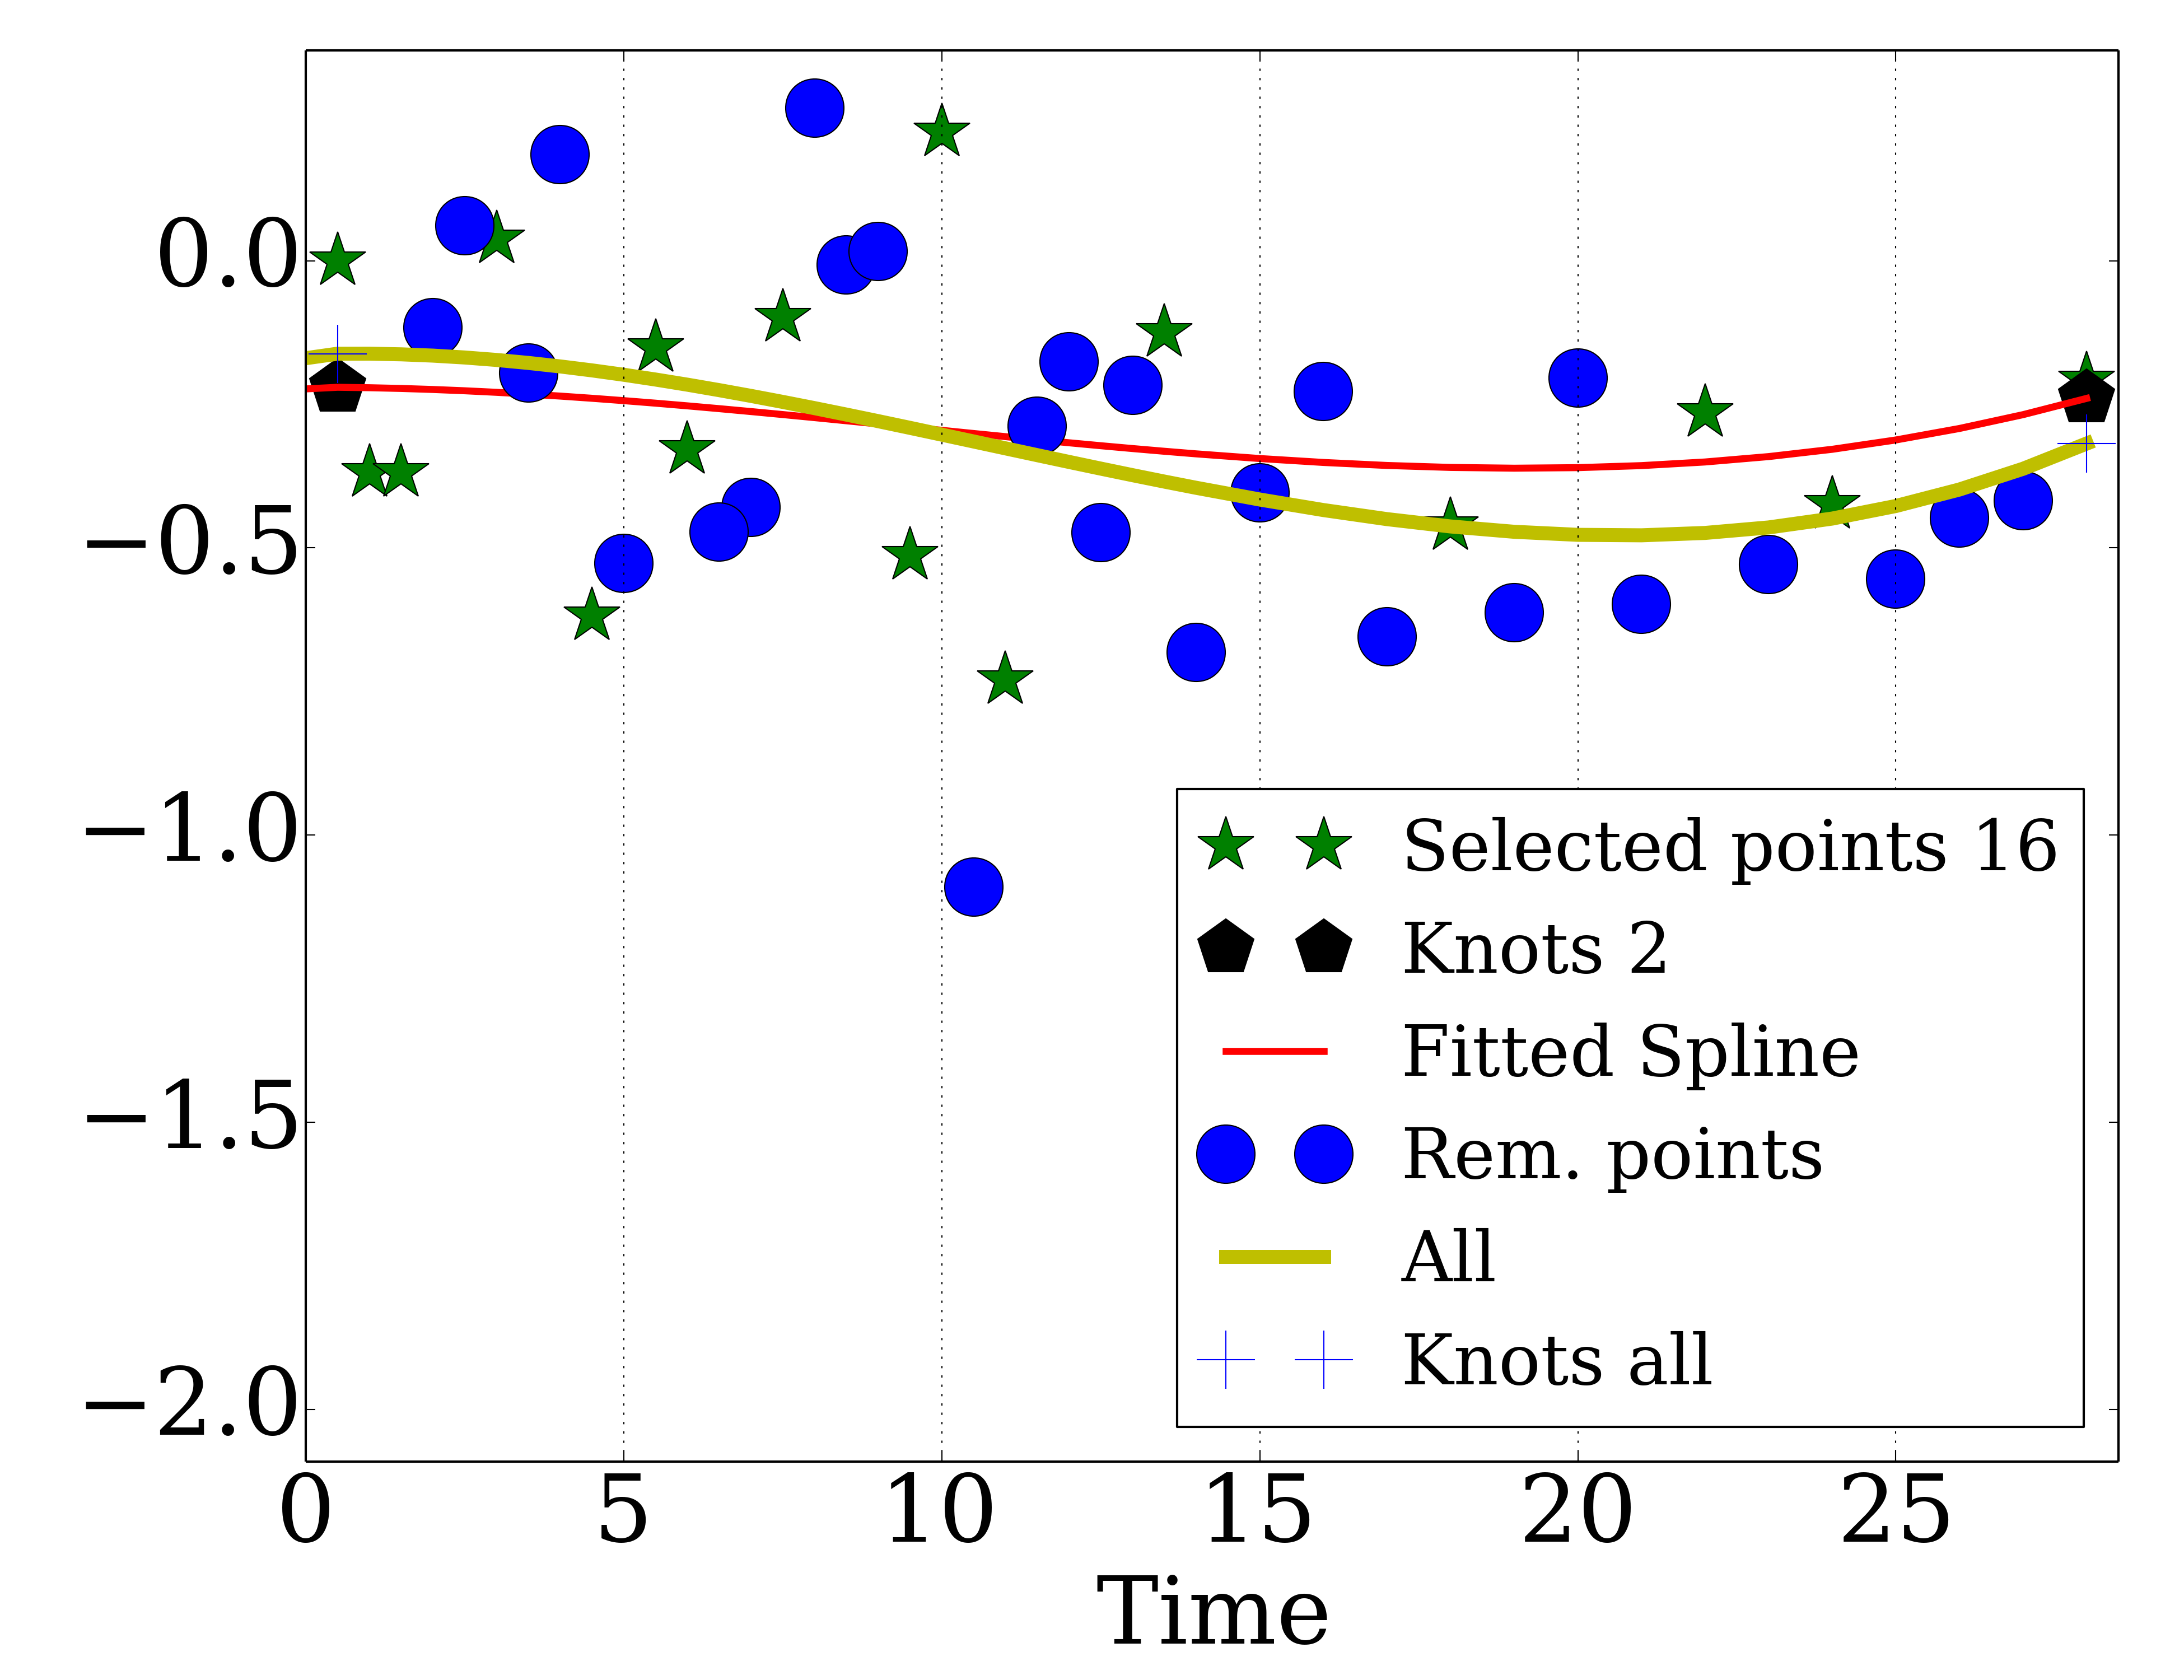 0.0
−0.5
−1.0
−1.5
−2.0
Selected points 16
Knots 2
Fitted Spline
Rem. points
All
Knots all
0 5 10 15 20 25
Time